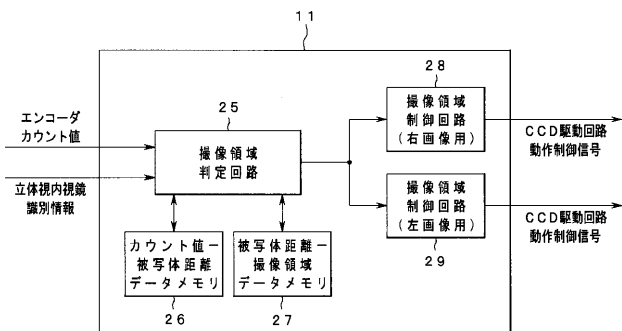 11
28
25
撮像領域
制御回路
(右画像用)
エンコーダ
カウント値
撮像領域
判定回路
CCD駆動回路
動作制御信号
立体視内視鏡
識別情報
撮像領域
制御回路
(左画像用)
CCD駆動回路
動作制御信号
カウント値ー
被写体距離
データメモリ
被写体距離ー
撮像領域
データメモリ
29
26
27